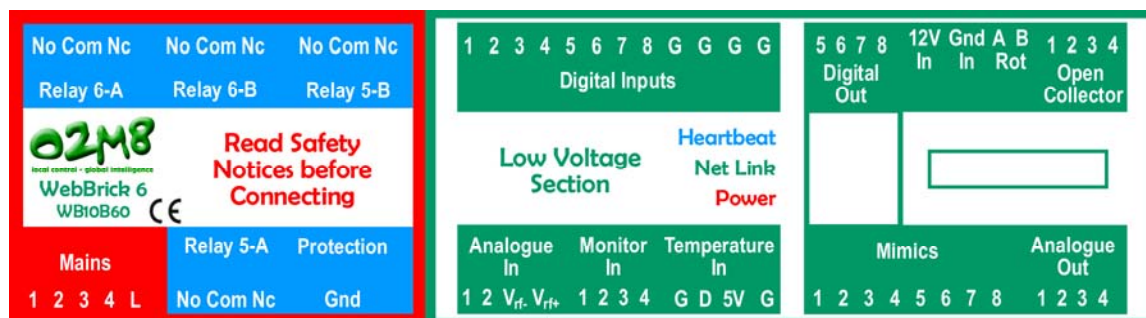 No Com Nc No Com Nc No Com Nc
Relay 6-A Relay 6-B Relay 5-B
o2M8
local control - global intelligence
WebBrick 6
WB10B60 CE
Read Safety
Notices before
Connecting
Mains
1 2 3 4 L
Relay 5-A Protection
No Com Nc Gnd
1 2 3 4 5 6 7 8 G G G G
Digital Inputs
Low Voltage
Section
Heartbeat
Net Link
Power
Analogue
In
1 2 Vrf- Vrf+
Monitor
In
1 2 3 4
Temperature
In
G D 5V G
5 6 7 8
Digital
Out
12V Gnd A B
In In Rot
1 2 3 4
Open
Collector
Mimics
1 2 3 4 5 6 7 8
Analogue
Out
1 2 3 4